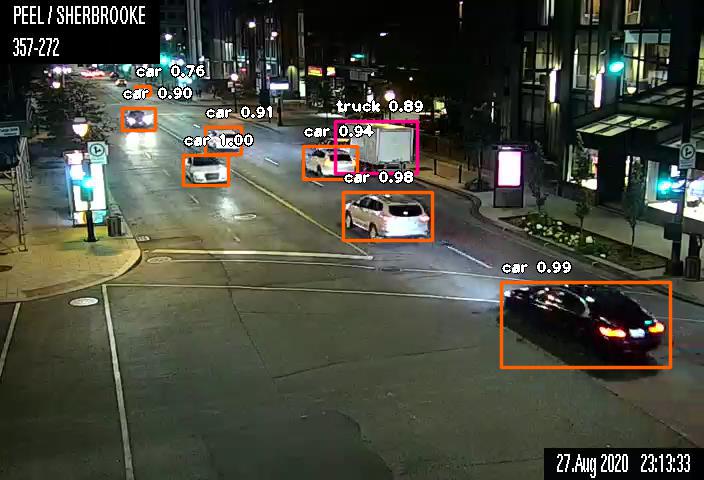 PEEL / SHERBROOKE
357-272
car 0.76
car 0.90
car 0.91
truck 0.89
car 0.94
car 1.00
car 0.98
car 0.99
27.Aug 2020 23:13:33